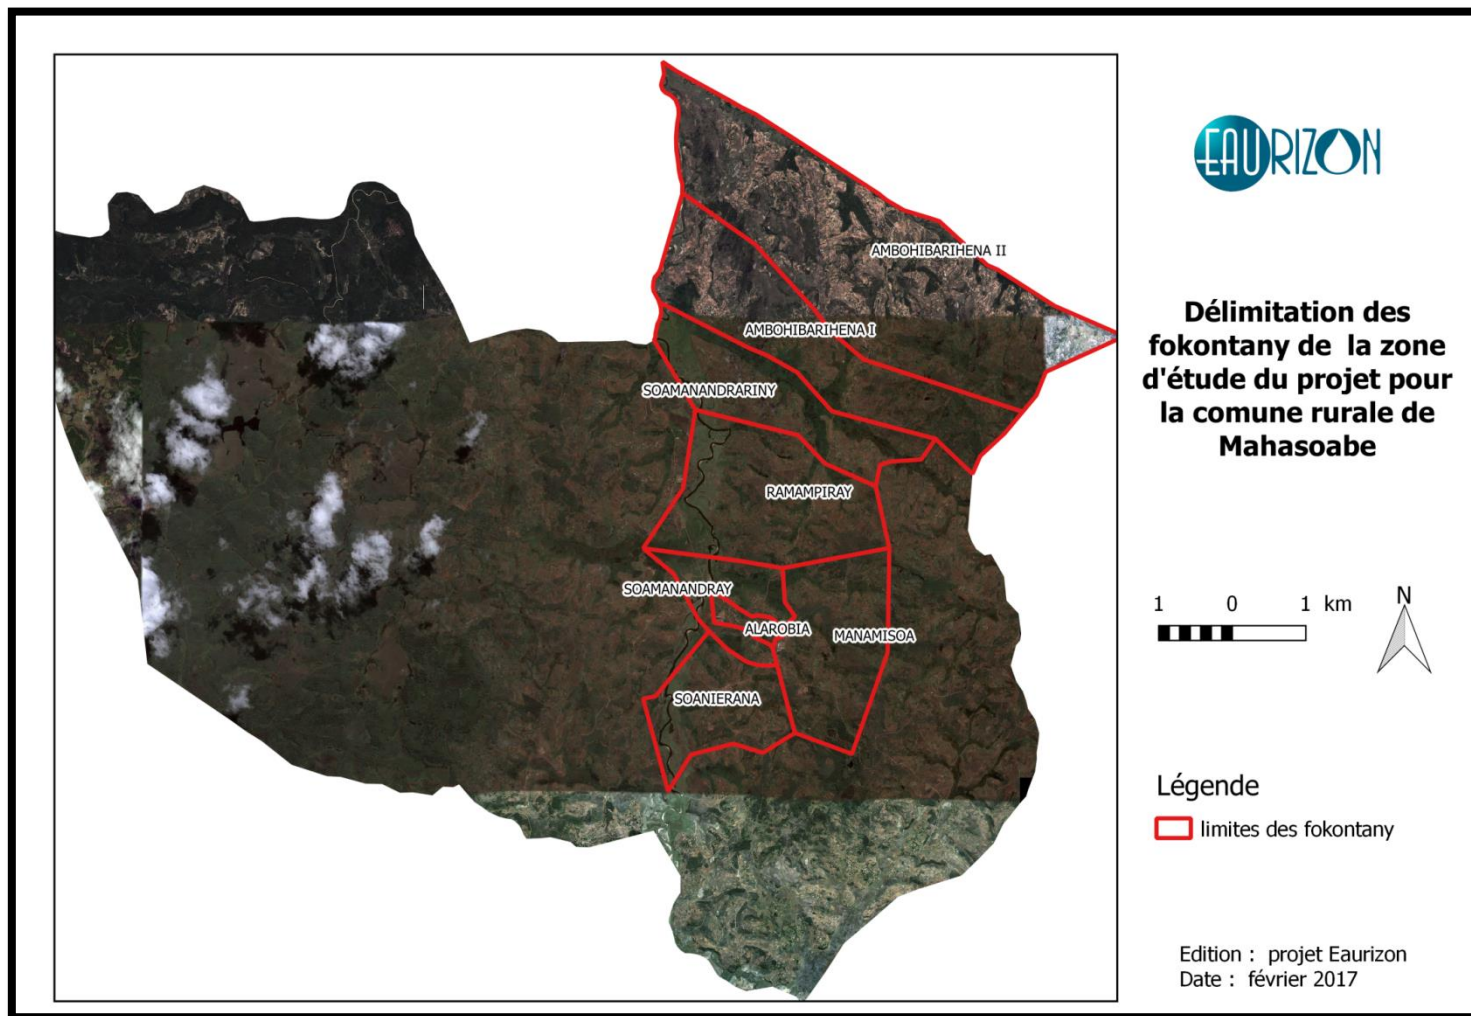 EAURIZON
Délimitation des
fokontany de la zone
d'étude du projet pour
la comune rurale de
Mahasoabe
AMBOHIBARIHENA II
AMBOHIBARIHENA I
SOAMANANDRARINY
RAMAMPIRAY
SOAMANANDRAY
ALAROBIA
MANAMISOA
SOANIERANA
1 0 1 km
N
Légende
limites des fokontany
Edition : projet Eaurizon
Date : février 2017